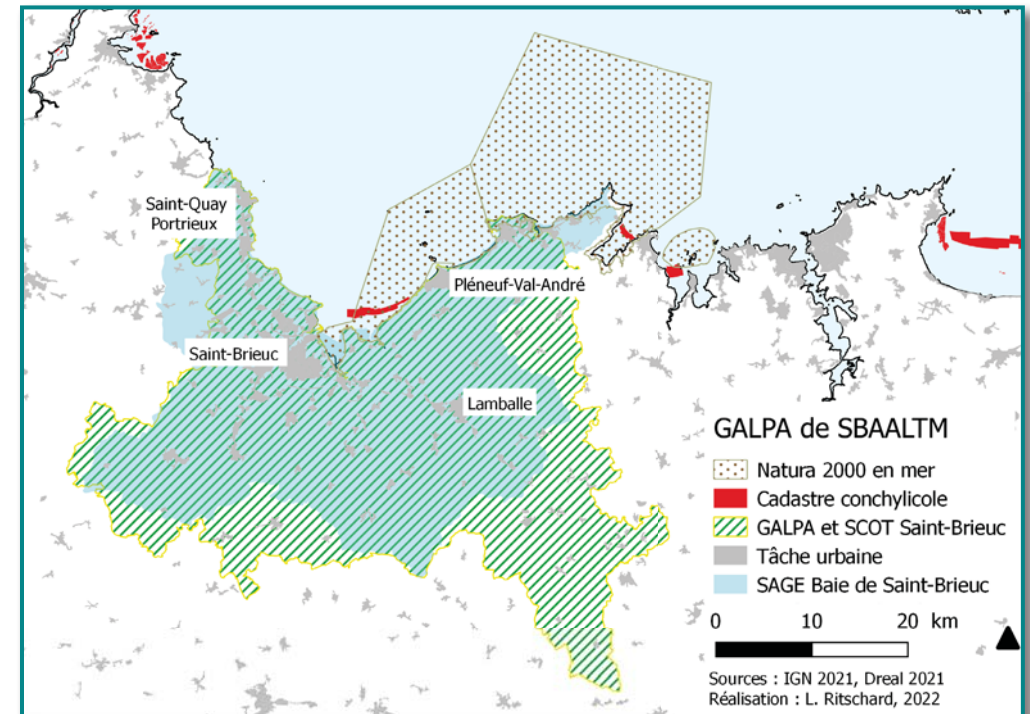 Saint-Quay
Portrieux
Pléneuf-Val-André
Saint-Brieuc
Lamballe
GALPA de SBAALTM
Natura 2000 en mer
Cadastre conchylicole
GALPA et SCOT Saint-Brieuc
Tâche urbaine
SAGE Baie de Saint-Brieuc
0 10 20 km
Sources : IGN 2021, Dreal 2021
Réalisation : L. Ritschard, 2022